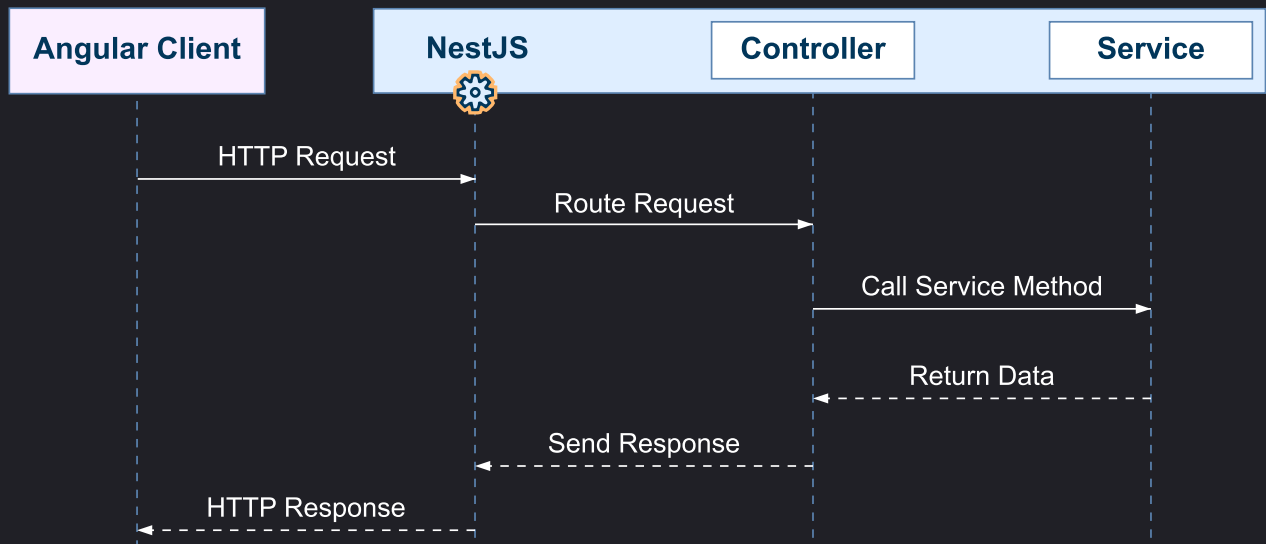 Angular Client
NestJS
Controller
Service
HTTP Request
Route Request
Call Service Method
Return Data
Send Response
HTTP Response